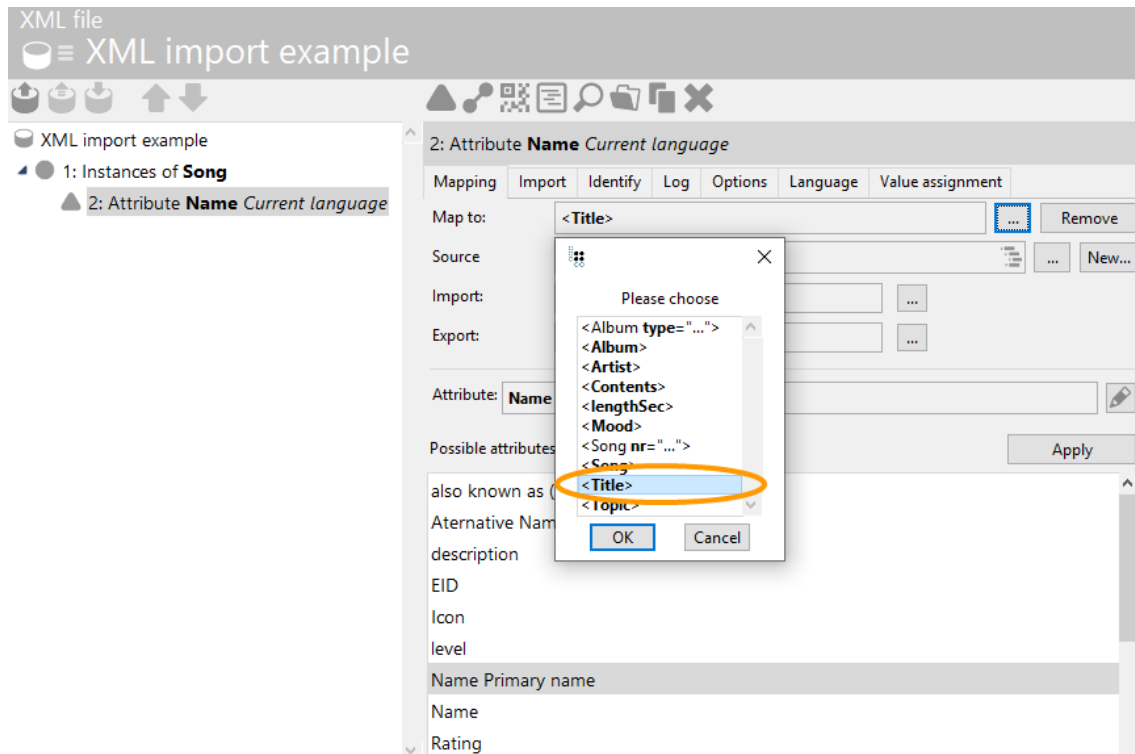 XML file
XML import example
XML import example
1: Instances of Song
2: Attribute Name Current language
2: Attribute Name Current language
Mapping Import Identify Log Options Language Value assignment
Map to: <Title> ... Remove
Source ... New...
Import: ...
Export: ...
Attribute: Name
Possible attributes Apply
also known as (
Aternative Nam
description
EID
Icon
level
Name Primary name
Name
Rating
Please choose
<Album type="...">
<Album>
<Artist>
<Contents>
<lengthSec>
<Mood>
<Song nr="...">
<Song>
<Title>
<Topic>
OK Cancel